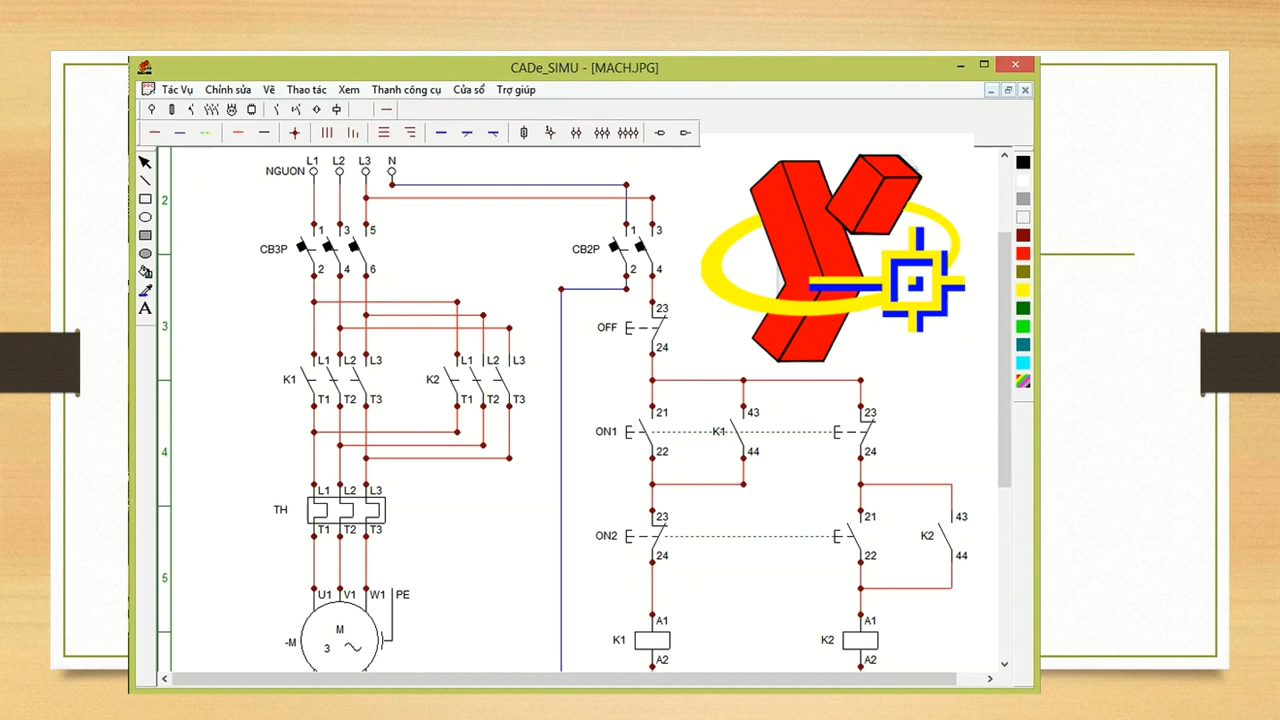 CADe_SIMU - [MACH.JPG]
Tác Vụ Chỉnh sửa Vẽ Thao tác Xem Thanh công cụ Cửa sổ Trợ giúp
A
2
3
4
5
L1 L2 L3 N
NGUON
1 3 5
CB3P
2 4 6
1 3
CB2P
2 4
23
OFF
24
L1 L2 L3
K1
T1 T2 T3
L1 L2 L3
K2
T1 T2 T3
21 43 23
ON1 K1
22 44 24
L1 L2 L3
TH
T1 T2 T3
23 21 43
ON2 K2
24 22 44
U1 V1 W1 PE
M
-M 3
A1 A1
K1 K2
A2 A2